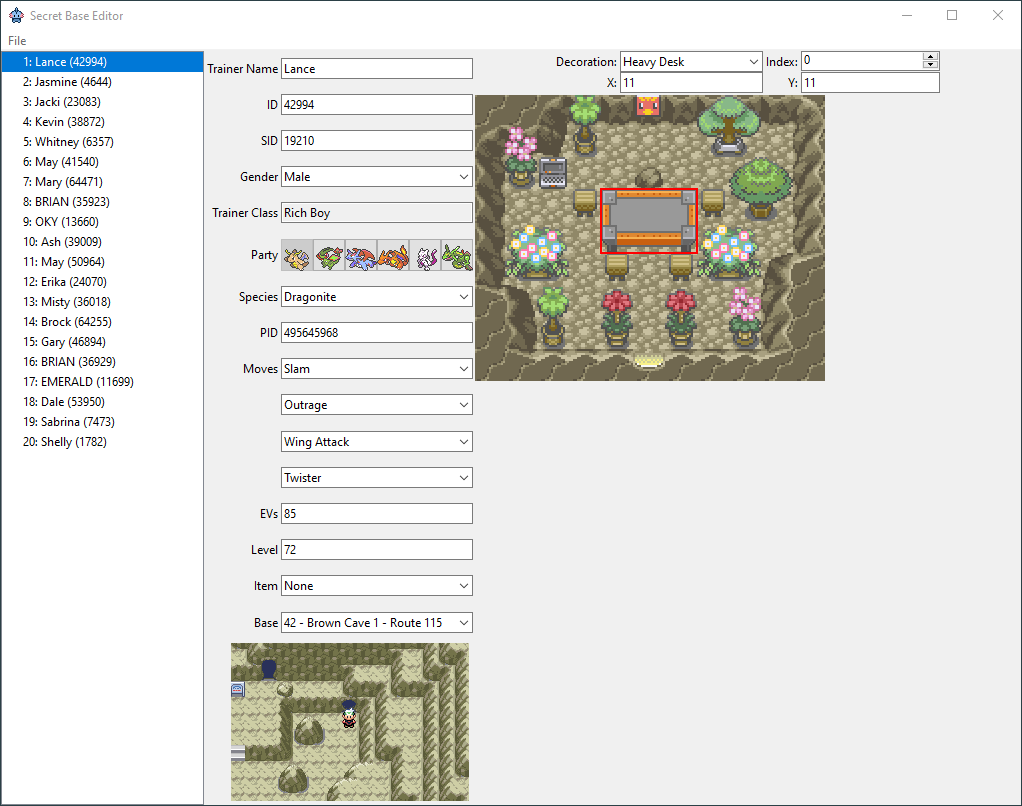 Secret Base Editor
File
1: Lance (42994)
2: Jasmine (4644)
3: Jacki (23083)
4: Kevin (38872)
5: Whitney (6357)
6: May (41540)
7: Mary (64471)
8: BRIAN (35923)
9: OKY (13660)
10: Ash (39009)
11: May (50964)
12: Erika (24070)
13: Misty (36018)
14: Brock (64255)
15: Gary (46894)
16: BRIAN (36929)
17: EMERALD (11699)
18: Dale (53950)
19: Sabrina (7473)
20: Shelly (1782)
Trainer Name Lance
ID 42994
SID 19210
Gender Male
Trainer Class Rich Boy
Party
Species Dragonite
PID 495645968
Moves Slam
Outrage
Wing Attack
Twister
EVs 85
Level 72
Item None
Base 42 - Brown Cave 1 - Route 115
Decoration: Heavy Desk Index: 0
X: 11 Y: 11